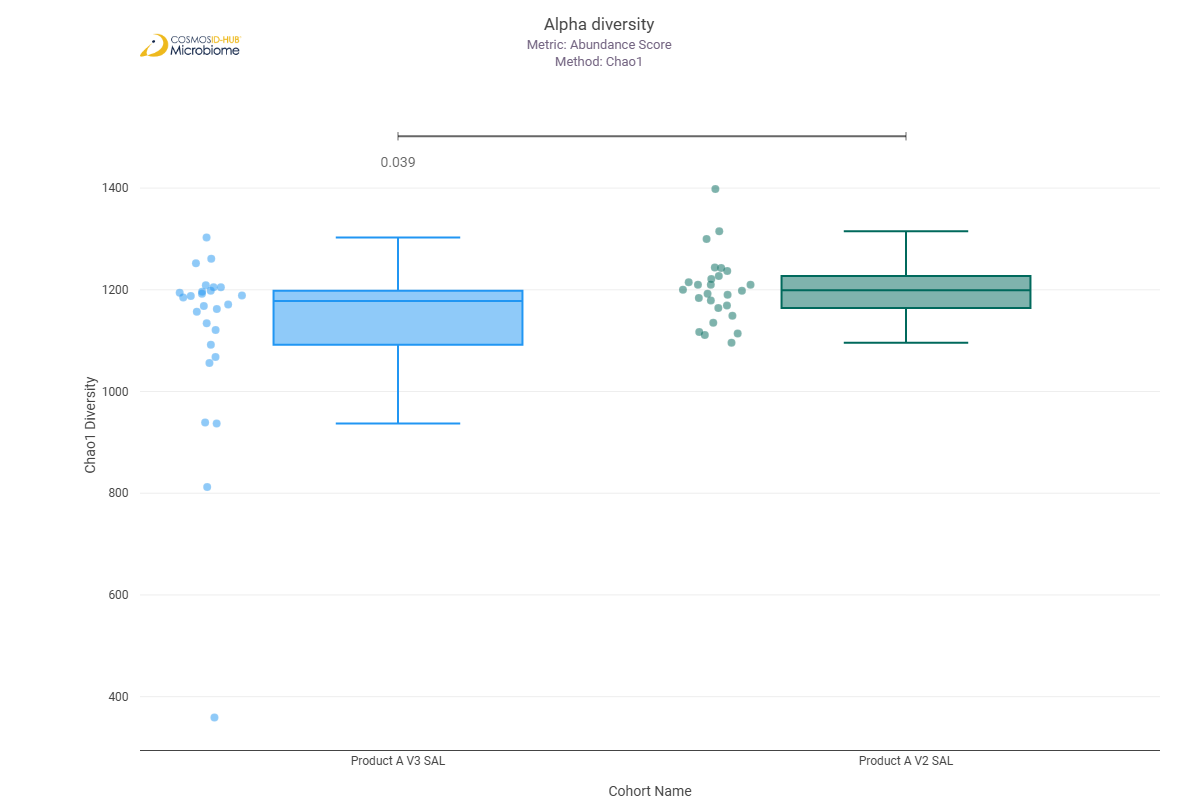 Alpha diversity
Metric: Abundance Score
Method: Chao1
COSMOSID-HUB
Microbiome
0.039
1400
1200
1000
800
600
400
Chao1 Diversity
Product A V3 SAL
Product A V2 SAL
Cohort Name